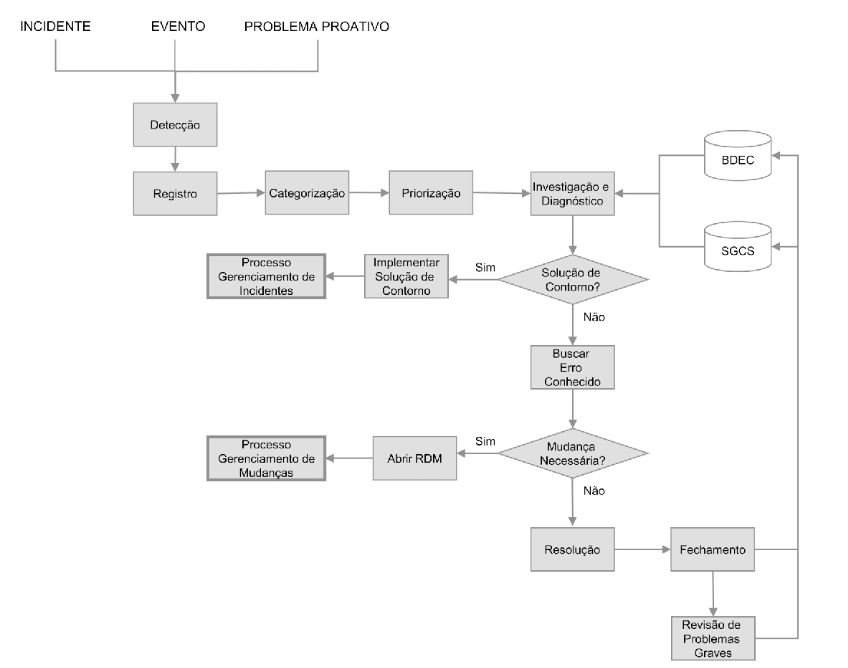 INCIDENTE
EVENTO
PROBLEMA PROATIVO
Detecção
Registro
Categorização
Priorização
Investigação e
Diagnóstico
BDEC
SGCS
Processo
Gerenciamento de
Incidentes
Implementar
Solução de
Contorno
Sim
Solução de
Contorno?
Não
Buscar
Erro
Conhecido
Processo
Gerenciamento de
Mudanças
Abrir RDM
Sim
Mudança
Necessária?
Não
Resolução
Fechamento
Revisão de
Problemas
Graves